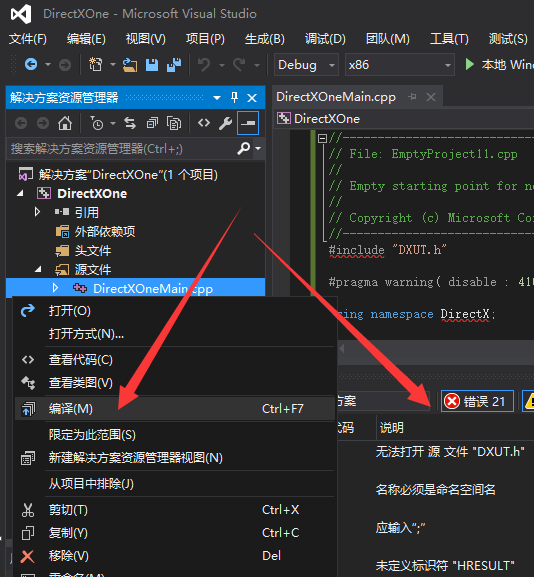 DirectXOne - Microsoft Visual Studio
文件(F) 编辑(E) 视图(V) 项目(P) 生成(B) 调试(D) 团队(M) 工具(T) 测试(S)
Debug x86 本地 Win
解决方案资源管理器
DirectXOneMain.cpp
DirectXOne
搜索解决方案资源管理器(Ctrl+;)
解决方案"DirectXOne"(1 个项目)
DirectXOne
引用
外部依赖项
头文件
源文件
DirectXOneMain.cpp
//--------------------------------
// File: EmptyProject11.cpp
//
// Empty starting point for ne
//
// Copyright (c) Microsoft Cor
//--------------------------------
#include "DXUT.h"
#pragma warning( disable : 410
ing namespace DirectX;
打开(O)
打开方式(N)...
查看代码(C)
查看类图(V)
编译(M) Ctrl+F7
限定为此范围(S)
新建解决方案资源管理器视图(N)
从项目中排除(J)
剪切(T) Ctrl+X
复制(Y) Ctrl+C
移除(V) Del
重命名(M)
方案
错误 21
代码 说明
无法打开 源 文件 "DXUT.h"
名称必须是命名空间名
应输入“;”
未定义标识符 "HRESULT"